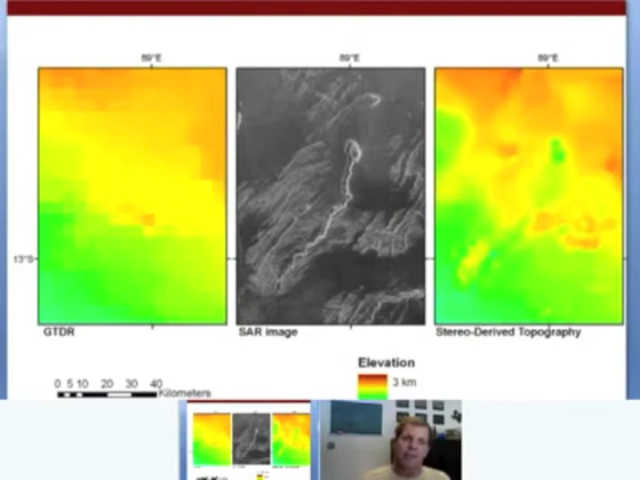 89°E 89°E 89°E
13°S
GTDR SAR image Stereo-Derived Topography
Elevation
3 km
0 5 10 20 30 40
Kilometers